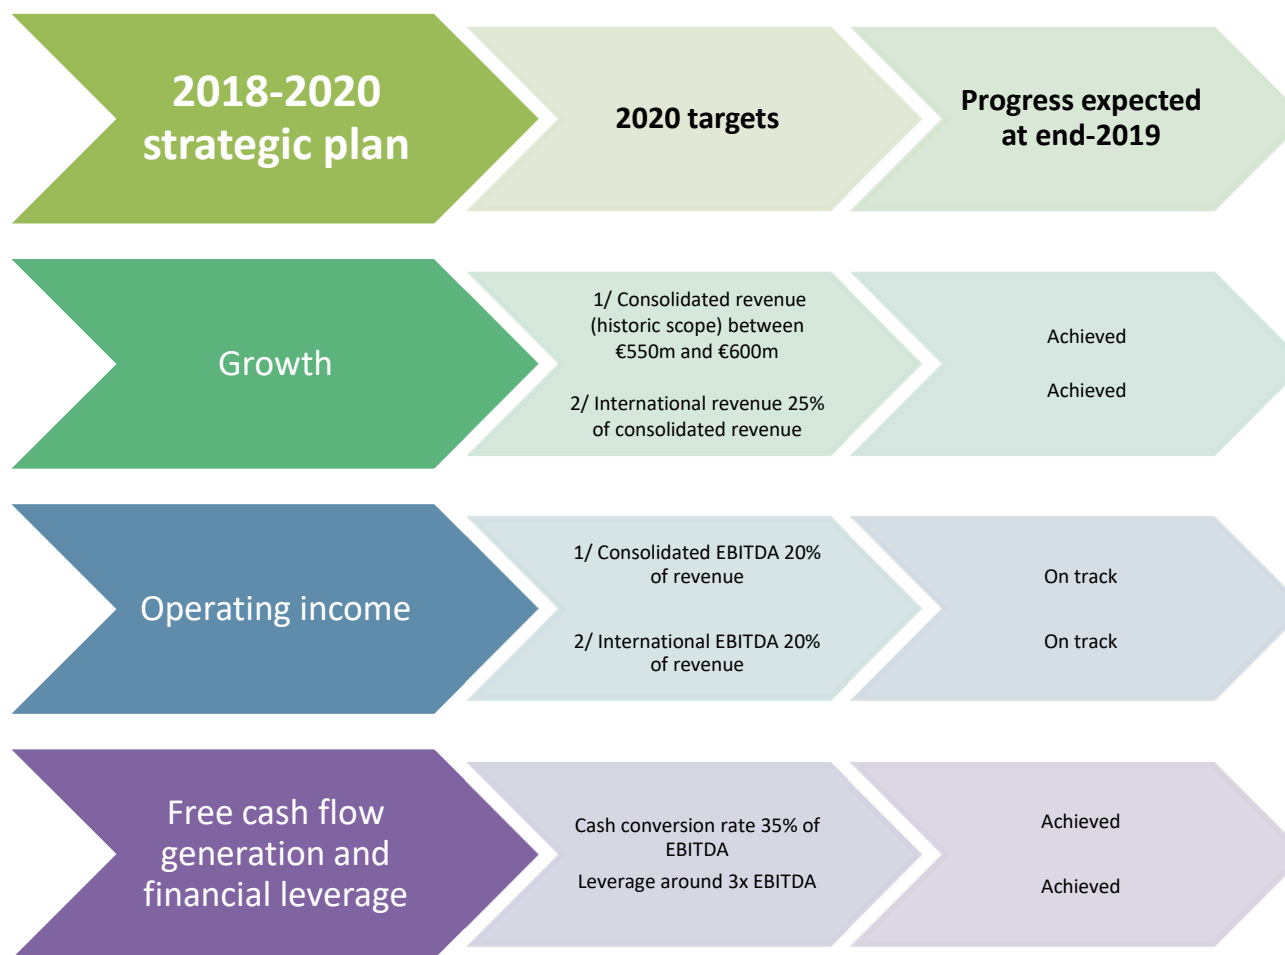 2018-2020
strategic plan
2020 targets
Progress expected
at end-2019
Growth
1/ Consolidated revenue
(historic scope) between
€550m and €600m
2/ International revenue 25%
of consolidated revenue
Achieved
Achieved
Operating income
1/ Consolidated EBITDA 20%
of revenue
2/ International EBITDA 20%
of revenue
On track
On track
Free cash flow
generation and
financial leverage
Cash conversion rate 35% of
EBITDA
Leverage around 3x EBITDA
Achieved
Achieved